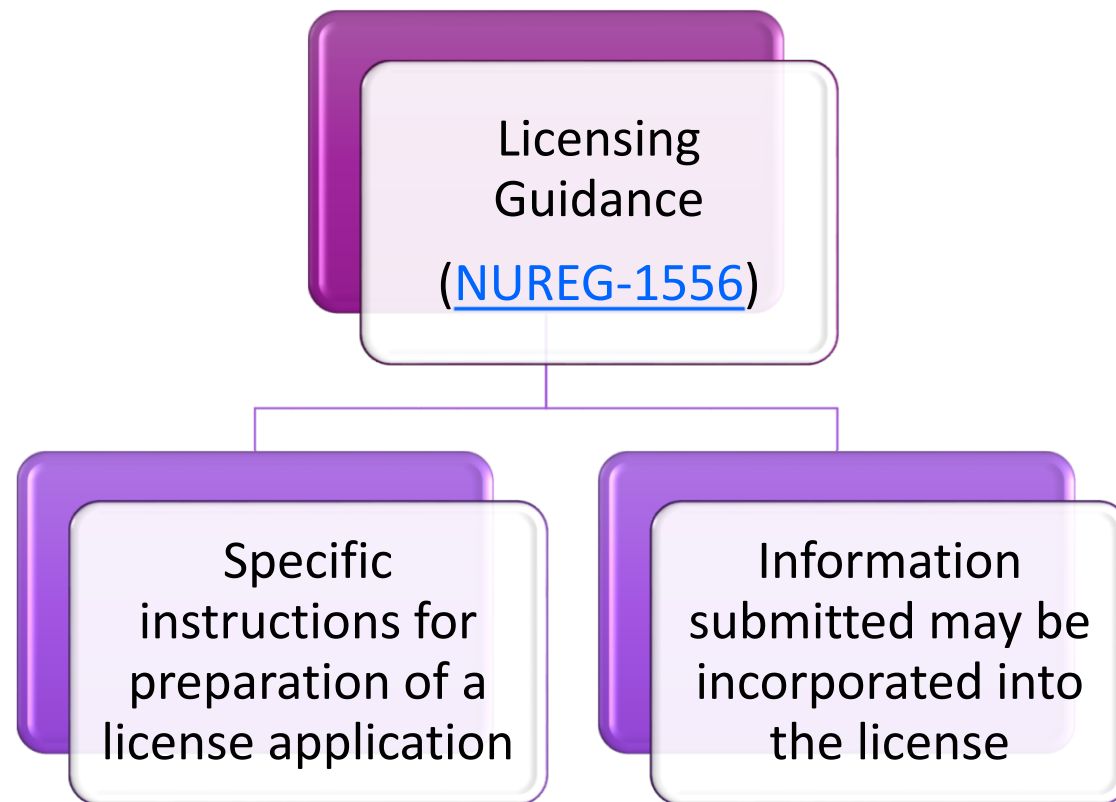 Licensing
Guidance
(NUREG-1556)
Specific
instructions for
preparation of a
license application
Information
submitted may be
incorporated into
the license